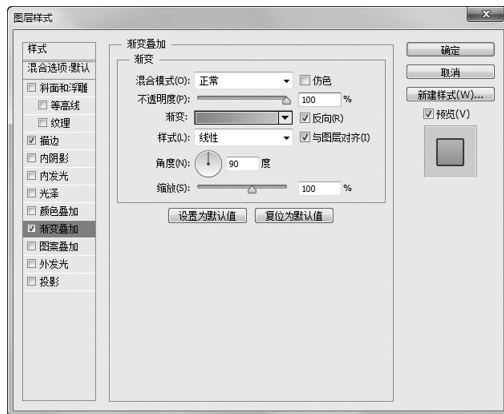 图层样式
样式
混合选项:默认
斜面和浮雕
等高线
纹理
描边
内阴影
内发光
光泽
颜色叠加
渐变叠加
图案叠加
外发光
投影
渐变叠加
渐变
混合模式(O): 正常 仿色
不透明度(P): 100 %
渐变: 反向(R)
样式(L): 线性 与图层对齐(I)
角度(N): 90 度
缩放(S): 100 %
设置为默认值 复位为默认值
确定
取消
新建样式(W)...
预览(V)